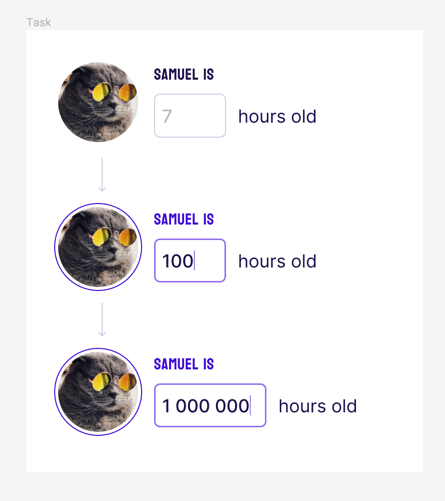 Task
SAMUEL IS
7 hours old
SAMUEL IS
100 hours old
SAMUEL IS
1 000 000 hours old